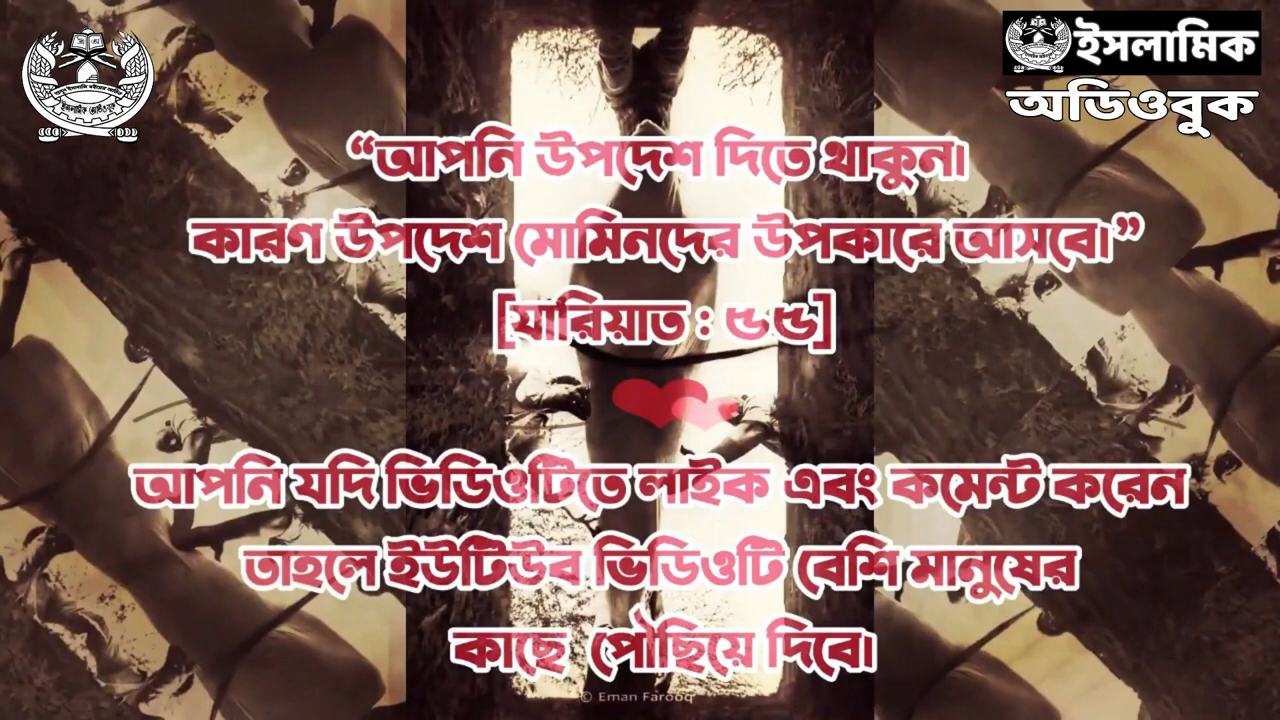 ইসলামিক
অডিওবুক
“আপনি উপদেশ দিতে থাকুন।
কারণ উপদেশ মোমিনদের উপকারে আসবে।”
[যারিয়াত : ৫৫]
আপনি যদি ভিডিওটিতে লাইক এবং কমেন্ট করেন
তাহলে ইউটিউব ভিডিওটি বেশি মানুষের
কাছে পৌছিয়ে দিবে।
© Eman Farooq